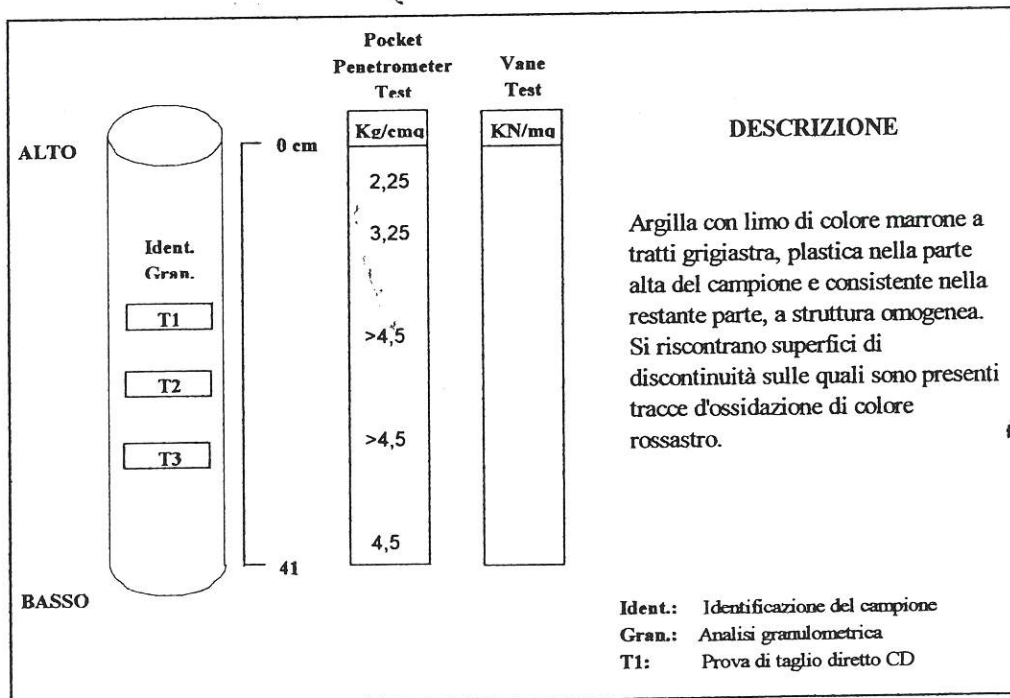 Pocket
Penetrometer
Test
Vane
Test
Kg/cmq
KN/mq
DESCRIZIONE
ALTO
0 cm
2,25
3,25
>4,5
>4,5
4,5
Ident.
Gran.
T1
T2
T3
41
BASSO
Argilla con limo di colore marrone a
tratti grigiastra, plastica nella parte
alta del campione e consistente nella
restante parte, a struttura omogenea.
Si riscontrano superfici di
discontinuità sulle quali sono presenti
tracce d'ossidazione di colore
rossastro.
Ident.: Identificazione del campione
Gran.: Analisi granulometrica
T1: Prova di taglio diretto CD